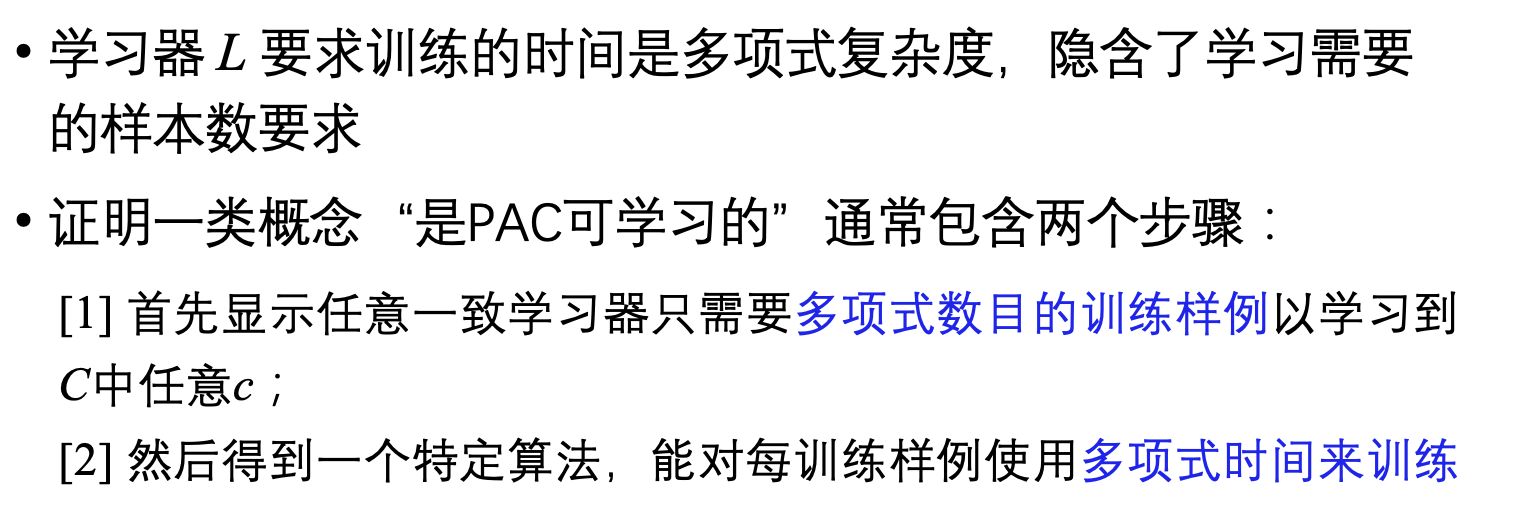 • 学习器 L 要求训练的时间是多项式复杂度，隐含了学习需要
的样本数要求
• 证明一类概念 “是PAC可学习的” 通常包含两个步骤：
[1] 首先显示任意一致学习器只需要多项式数目的训练样例以学习到
C中任意c；
[2] 然后得到一个特定算法，能对每训练样例使用多项式时间来训练